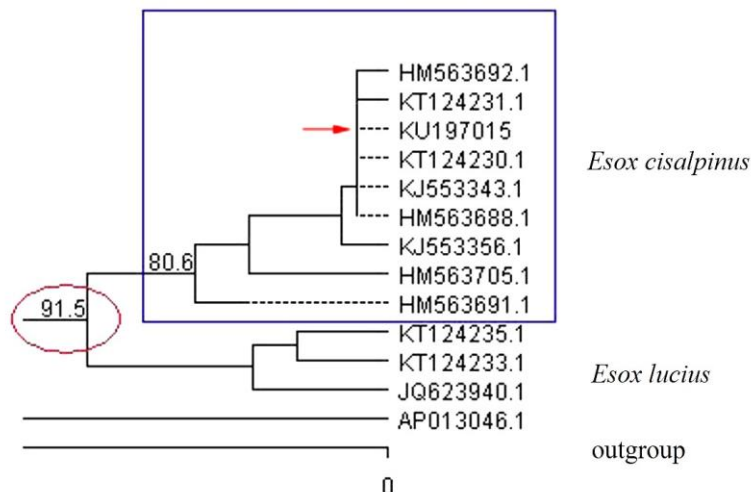 HM563692.1
KT124231.1
KU197015
KT124230.1
Esox cisalpinus
KJ553343.1
HM563688.1
KJ553356.1
80.6
HM563705.1
91.5
HM563691.1
KT124235.1
KT124233.1
Esox lucius
JQ623940.1
AP013046.1
outgroup
0